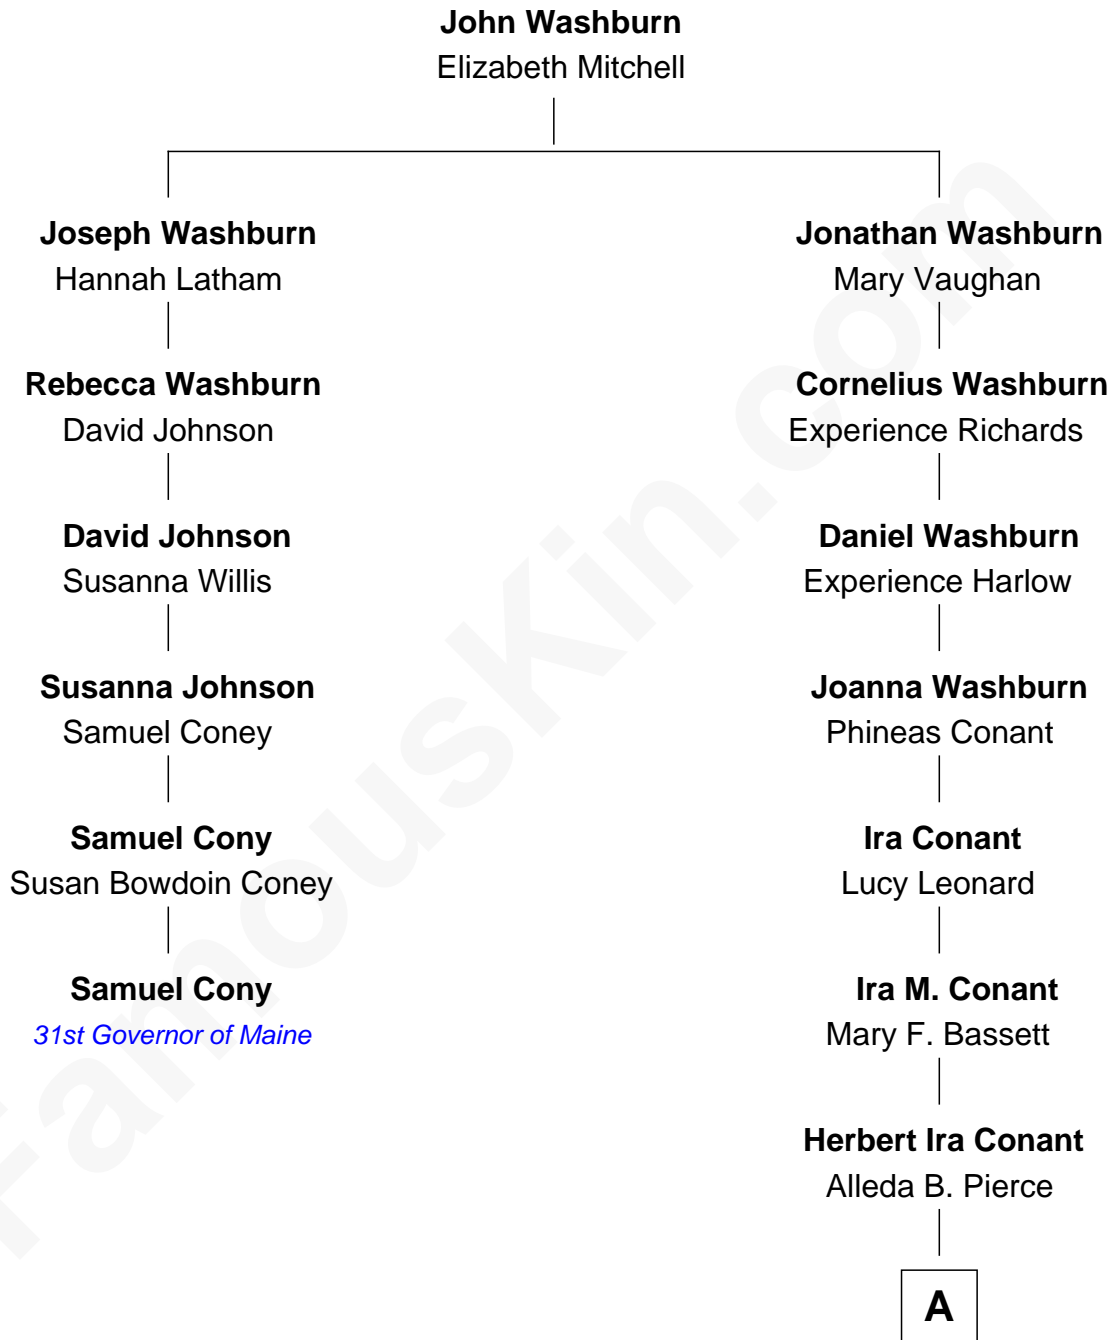 John Washburn
Elizabeth Mitchell
Joseph Washburn
Hannah Latham
Jonathan Washburn
Mary Vaughan
Rebecca Washburn
David Johnson
Cornelius Washburn
Experience Richards
David Johnson
Susanna Willis
Daniel Washburn
Experience Harlow
Susanna Johnson
Samuel Coney
Joanna Washburn
Phineas Conant
Samuel Cony
Susan Bowdoin Coney
Ira Conant
Lucy Leonard
Samuel Cony
31st Governor of Maine
Ira M. Conant
Mary F. Bassett
Herbert Ira Conant
Alleda B. Pierce
A
FamousKin.com